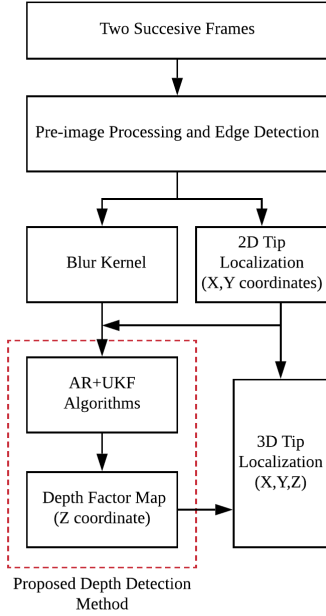 Two Succesive Frames
Pre-image Processing and Edge Detection
Blur Kernel
2D Tip
Localization
(X,Y coordinates)
AR+UKF
Algorithms
Depth Factor Map
(Z coordinate)
3D Tip
Localization
(X,Y,Z)
Proposed Depth Detection
Method